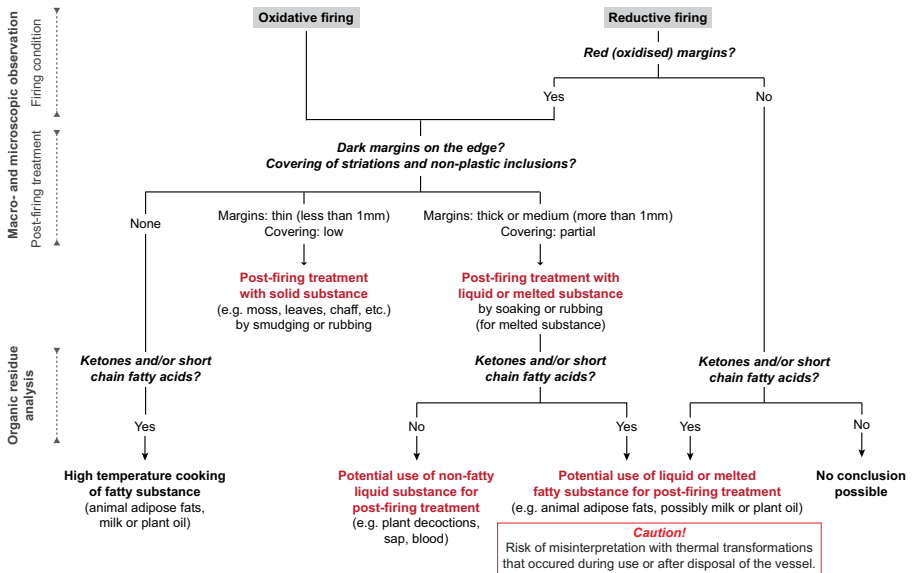 Oxidative firing
Reductive firing
Red (oxidised) margins?
Yes
No
Macro- and microscopic observation
Firing condition
Post-firing treatment
Dark margins on the edge?
Covering of striations and non-plastic inclusions?
None
Margins: thin (less than 1mm)
Covering: low
Margins: thick or medium (more than 1mm)
Covering: partial
Post-firing treatment
with solid substance
(e.g. moss, leaves, chaff, etc.)
by smudging or rubbing
Post-firing treatment with
liquid or melted substance
by soaking or rubbing
(for melted substance)
Organic residue
analysis
Ketones and/or short
chain fatty acids?
Ketones and/or short
chain fatty acids?
Ketones and/or short
chain fatty acids?
Yes
No
Yes
Yes
No
High temperature cooking
of fatty substance
(animal adipose fats,
milk or plant oil)
Potential use of non-fatty
liquid substance for
post-firing treatment
(e.g. plant decoctions,
sap, blood)
Potential use of liquid or melted
fatty substance for post-firing treatment
(e.g. animal adipose fats, possibly milk or plant oil)
No conclusion
possible
Caution!
Risk of misinterpretation with thermal transformations
that occured during use or after disposal of the vessel.